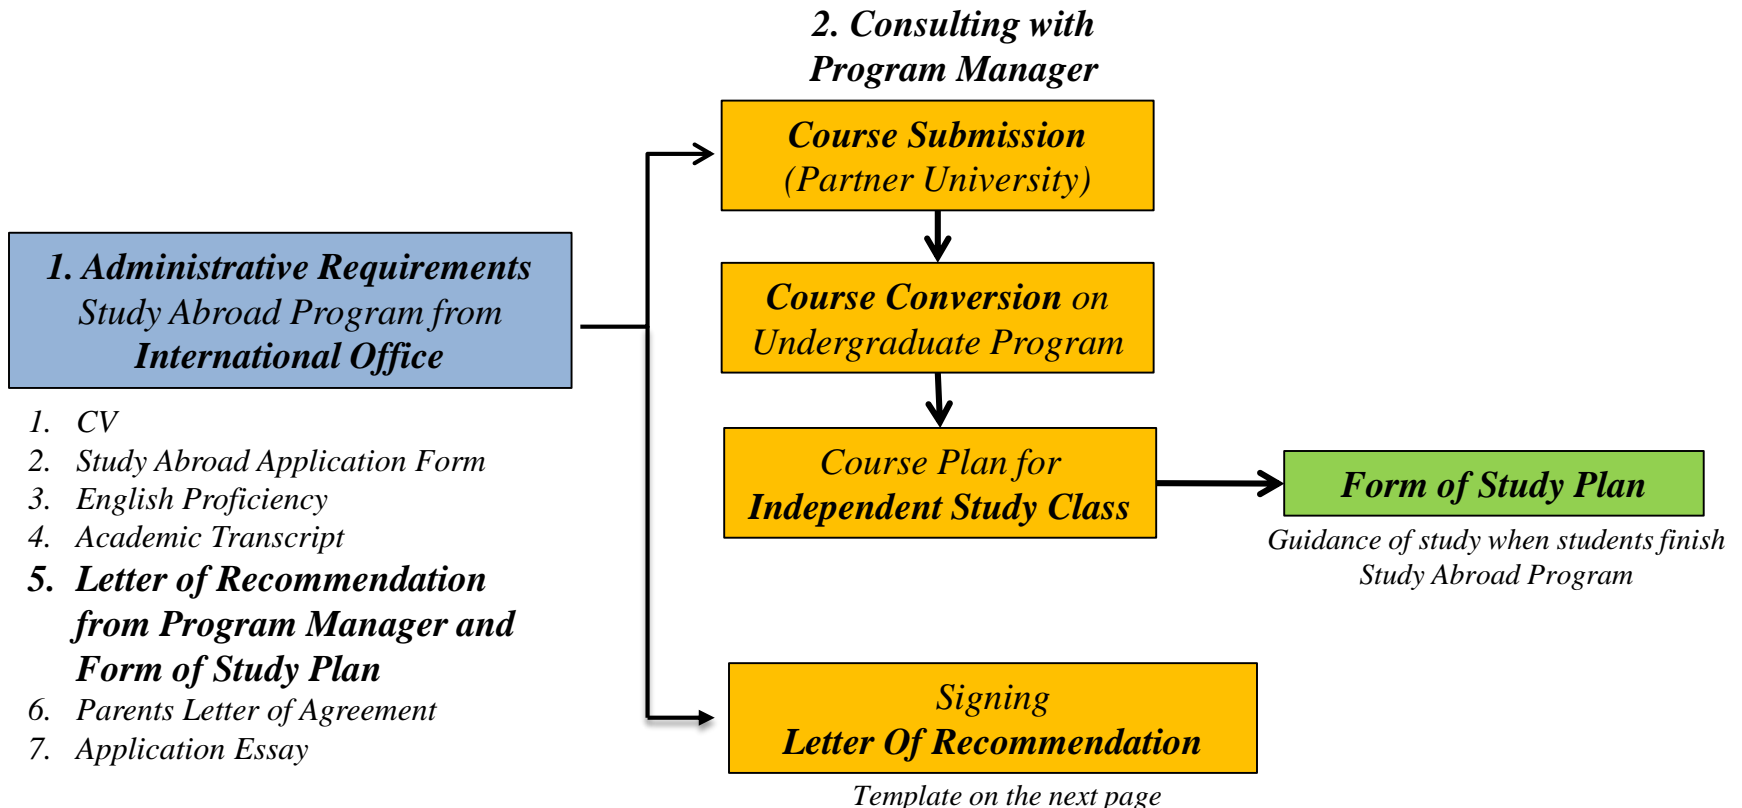 2. Consulting with
Program Manager
Course Submission
(Partner University)
1. Administrative Requirements
Study Abroad Program from
International Office
Course Conversion on
Undergraduate Program
1. CV
2. Study Abroad Application Form
3. English Proficiency
4. Academic Transcript
5. Letter of Recommendation
from Program Manager and
Form of Study Plan
6. Parents Letter of Agreement
7. Application Essay
Course Plan for
Independent Study Class
Form of Study Plan
Guidance of study when students finish
Study Abroad Program
Signing
Letter Of Recommendation
Template on the next page